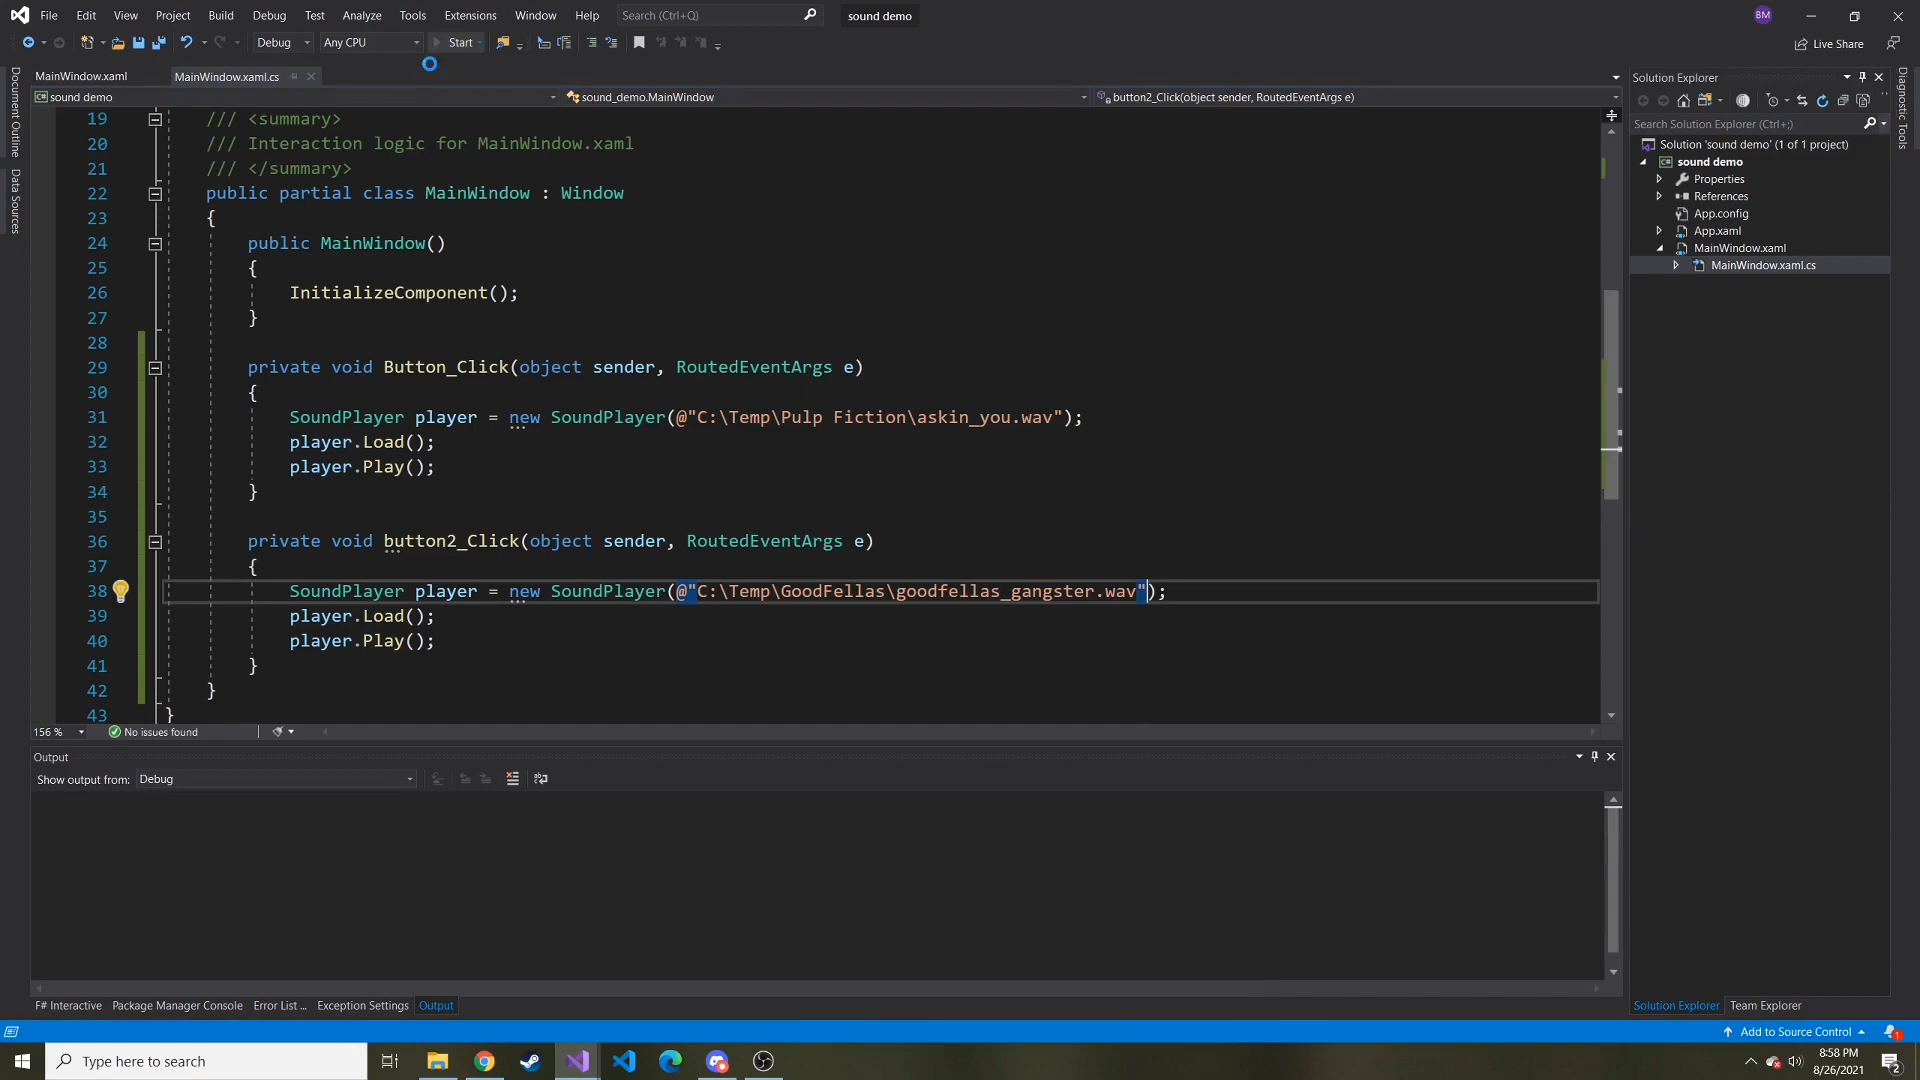 File Edit View Project Build Debug Test Analyze Tools Extensions Window Help Search (Ctrl+Q) sound demo BM
Debug Any CPU Start Live Share
MainWindow.xaml MainWindow.xaml.cs
sound demo sound_demo.MainWindow button2_Click(object sender, RoutedEventArgs e)
19 /// <summary>
20 /// Interaction logic for MainWindow.xaml
21 /// </summary>
22 public partial class MainWindow : Window
23 {
24 public MainWindow()
25 {
26 InitializeComponent();
27 }
28
29 private void Button_Click(object sender, RoutedEventArgs e)
30 {
31 SoundPlayer player = new SoundPlayer(@"C:\Temp\Pulp Fiction\askin_you.wav");
32 player.Load();
33 player.Play();
34 }
35
36 private void button2_Click(object sender, RoutedEventArgs e)
37 {
38 SoundPlayer player = new SoundPlayer(@"C:\Temp\GoodFellas\goodfellas_gangster.wav");
39 player.Load();
40 player.Play();
41 }
42 }
43 }
156 % No issues found
Output
Show output from: Debug
F# Interactive Package Manager Console Error List ... Exception Settings Output
Document Outline
Data Sources
Solution Explorer
Search Solution Explorer (Ctrl+;)
Solution 'sound demo' (1 of 1 project)
sound demo
Properties
References
App.config
App.xaml
MainWindow.xaml
MainWindow.xaml.cs
Solution Explorer Team Explorer
Diagnostic Tools
Add to Source Control 1
Type here to search
8:58 PM
8/26/2021
2